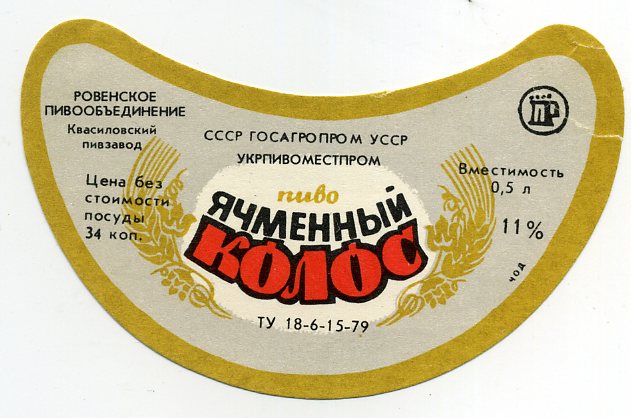 РОВЕНСКОЕ
ПИВООБЪЕДИНЕНИЕ
Квасиловский
пивзавод
Цена без
стоимости
посуды
34 коп.
СССР ГОСАГРОПРОМ УССР
УКРПИВОМЕСТПРОМ
пиво
ЯЧМЕННЫЙ
КОЛОС
ТУ 18-6-15-79
Вместимость
0,5 л
11%
ЧОД